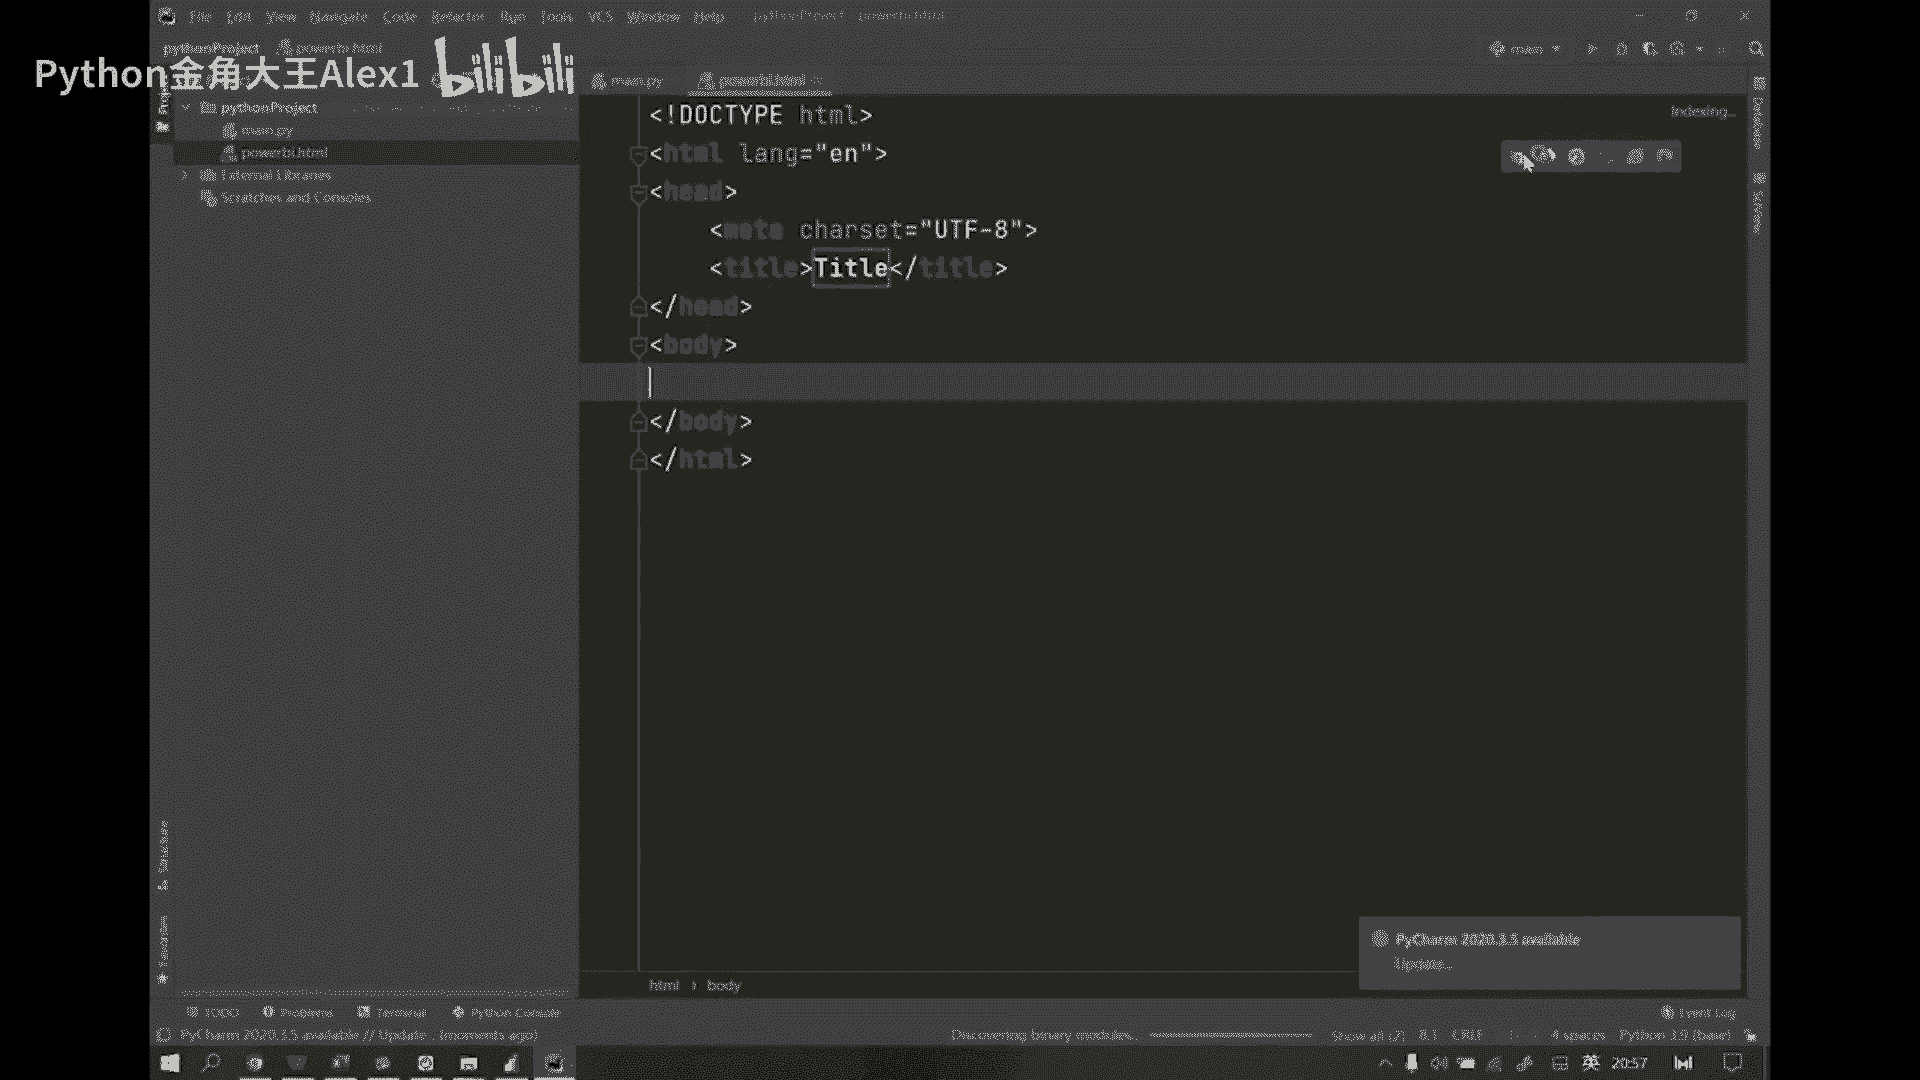 File Edit View Navigate Code Refactor Run Tools VCS Window Help pythonProject - powerbi.html
pythonProject powerbi.html
main
Python金角大王Alex1 bilibili
main.py powerbi.html
pythonProject
main.py
powerbi.html
External Libraries
Scratches and Consoles
<!DOCTYPE html>
<html lang="en">
<head>
<meta charset="UTF-8">
<title>Title</title>
</head>
<body>
</body>
</html>
Indexing...
Database
SciView
Structure
Favorites
PyCharm 2020.3.5 available
Update...
html › body
TODO Problems Terminal Python Console Event Log
PyCharm 2020.3.5 available // Update... (moments ago) Discovering binary modules... Show all (2) 8:1 CRLF 4 spaces Python 3.9 (base)
英 20:57